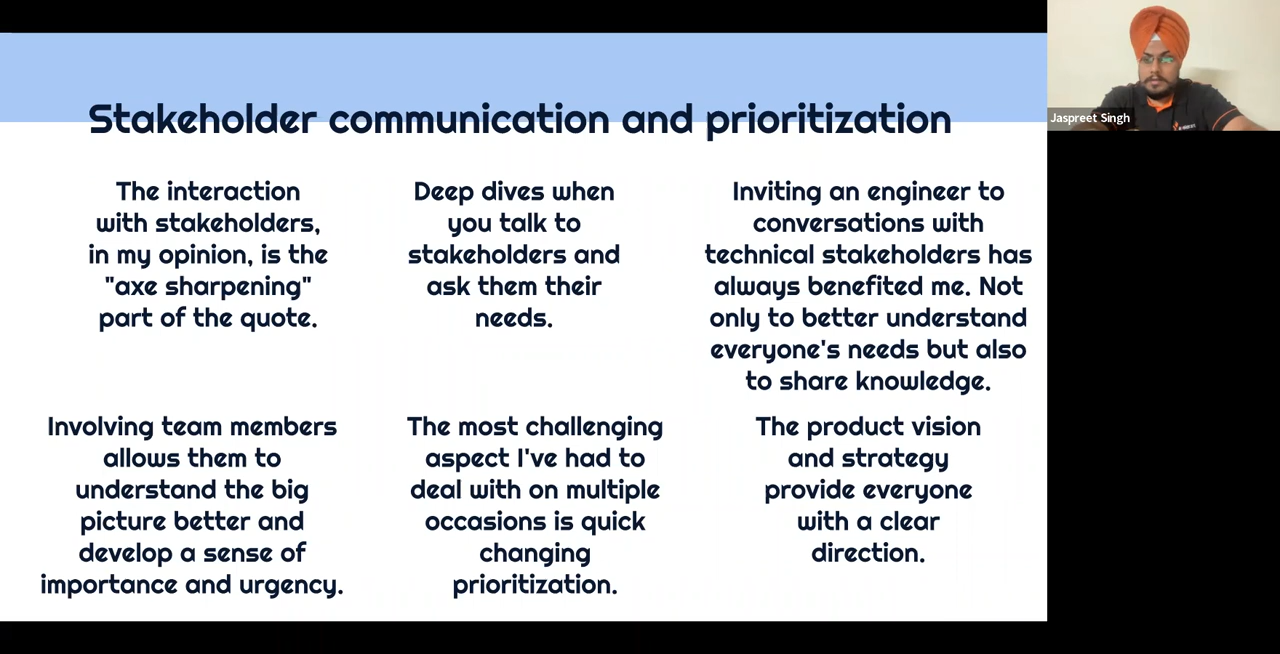 Stakeholder communication and prioritization
The interaction
with stakeholders,
in my opinion, is the
"axe sharpening"
part of the quote.
Deep dives when
you talk to
stakeholders and
ask them their
needs.
Inviting an engineer to
conversations with
technical stakeholders has
always benefited me. Not
only to better understand
everyone's needs but also
to share knowledge.
Involving team members
allows them to
understand the big
picture better and
develop a sense of
importance and urgency.
The most challenging
aspect I've had to
deal with on multiple
occasions is quick
changing
prioritization.
The product vision
and strategy
provide everyone
with a clear
direction.
Jaspreet Singh